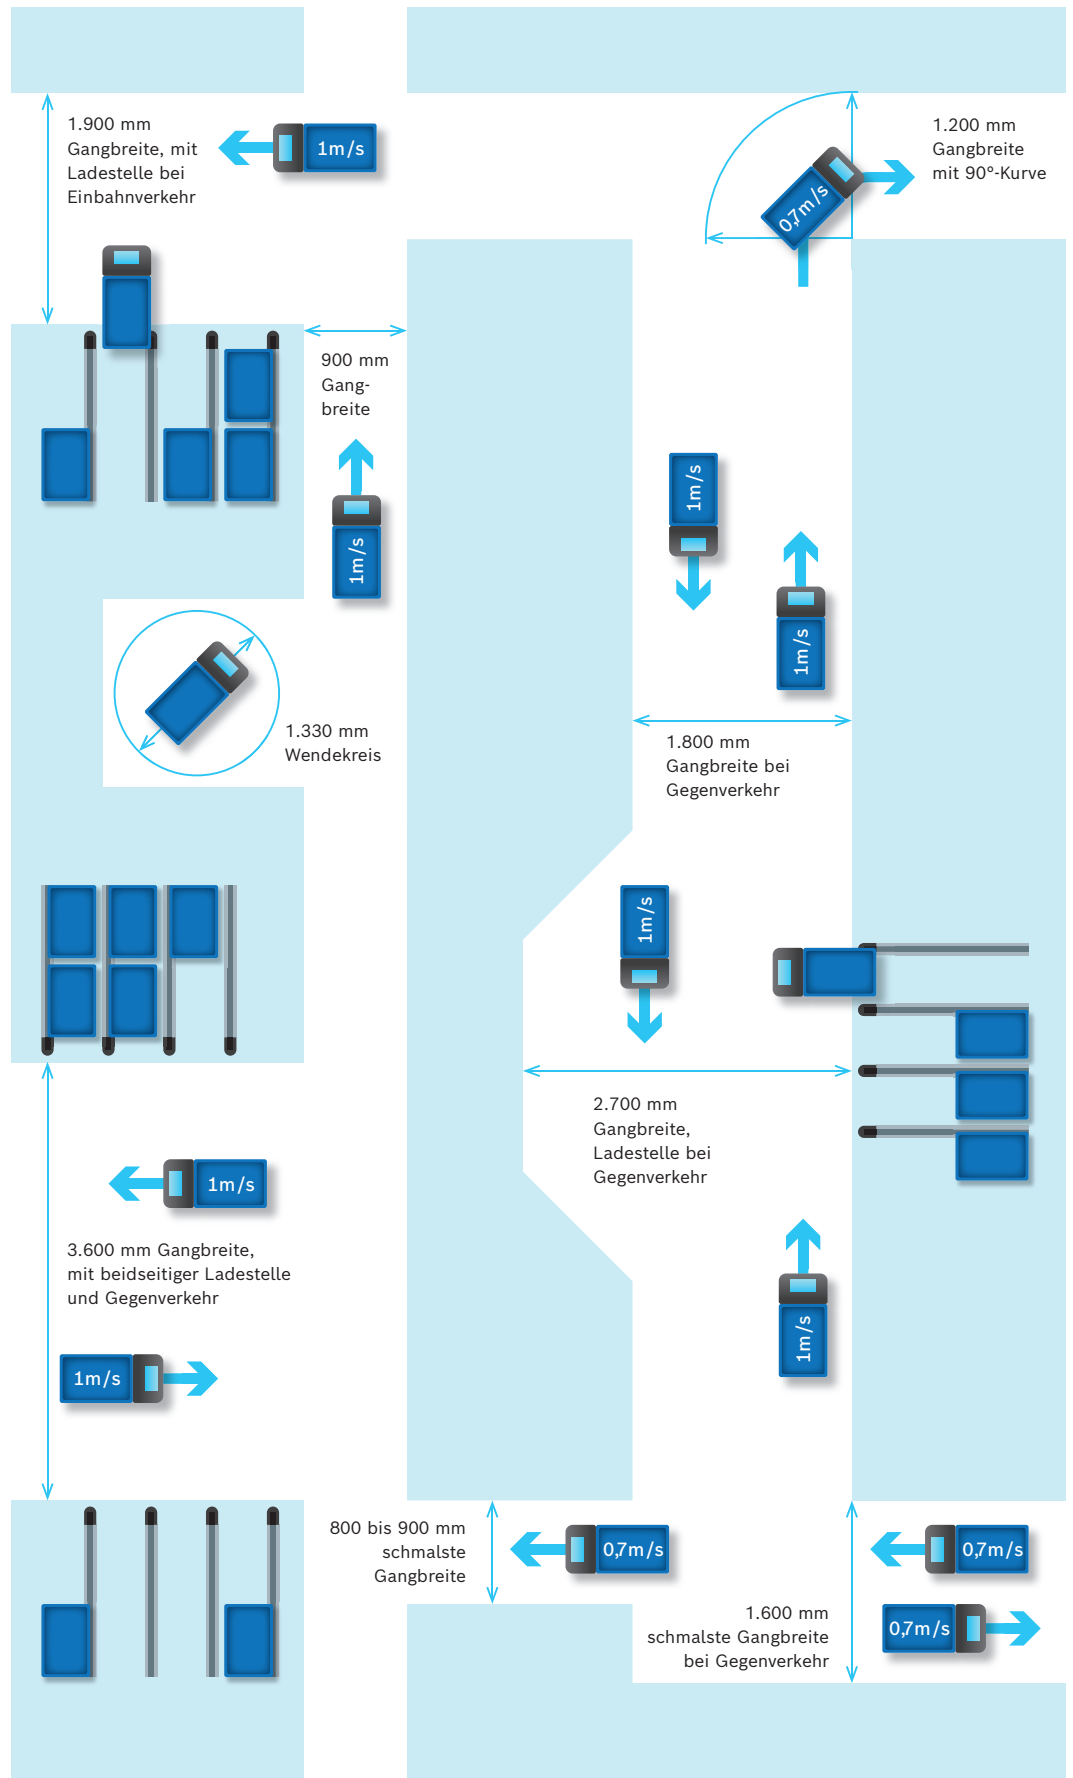 1.900 mm
Gangbreite, mit
Ladestelle bei
Einbahnverkehr
1m/s
1.200 mm
Gangbreite
mit 90°-Kurve
0,7m/s
900 mm
Gang-
breite
1m/s
1m/s
1m/s
1.330 mm
Wendekreis
1.800 mm
Gangbreite bei
Gegenverkehr
1m/s
2.700 mm
Gangbreite,
Ladestelle bei
Gegenverkehr
1m/s
3.600 mm Gangbreite,
mit beidseitiger Ladestelle
und Gegenverkehr
1m/s
1m/s
800 bis 900 mm
schmalste
Gangbreite
0,7m/s
0,7m/s
1.600 mm
schmalste Gangbreite
bei Gegenverkehr
0,7m/s